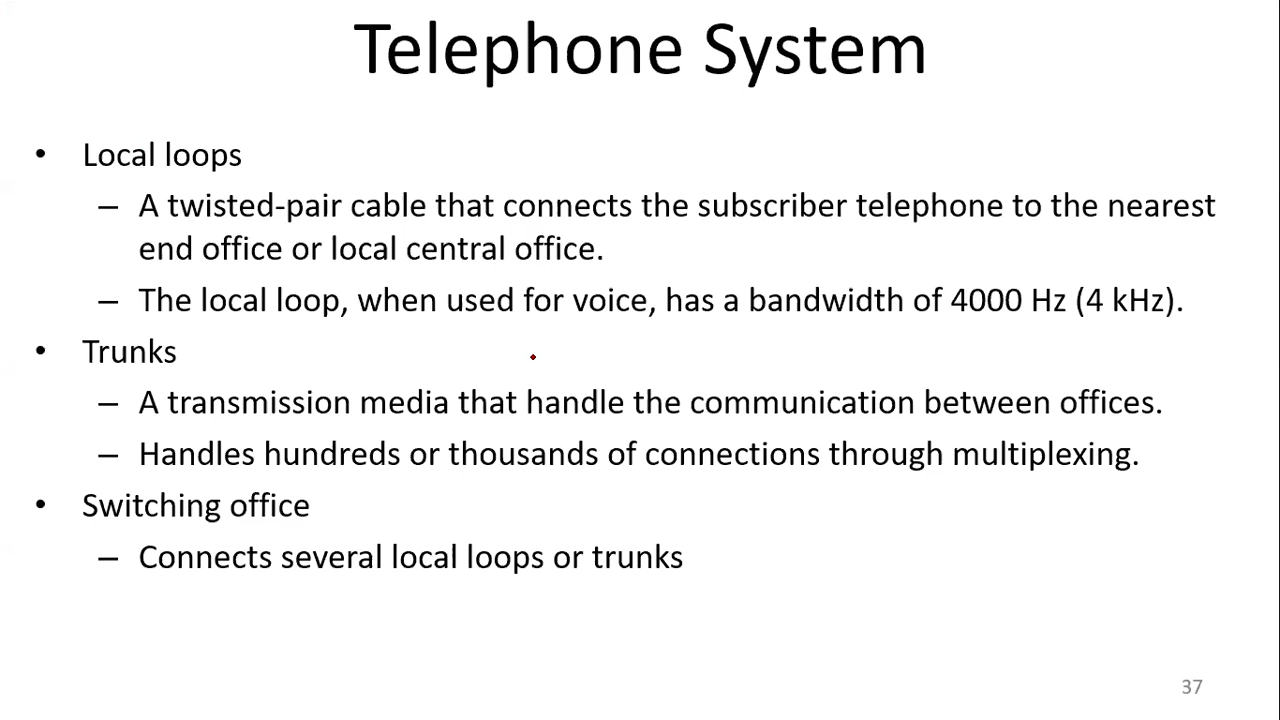 Telephone System
• Local loops
– A twisted-pair cable that connects the subscriber telephone to the nearest
end office or local central office.
– The local loop, when used for voice, has a bandwidth of 4000 Hz (4 kHz).
• Trunks
– A transmission media that handle the communication between offices.
– Handles hundreds or thousands of connections through multiplexing.
• Switching office
– Connects several local loops or trunks
37